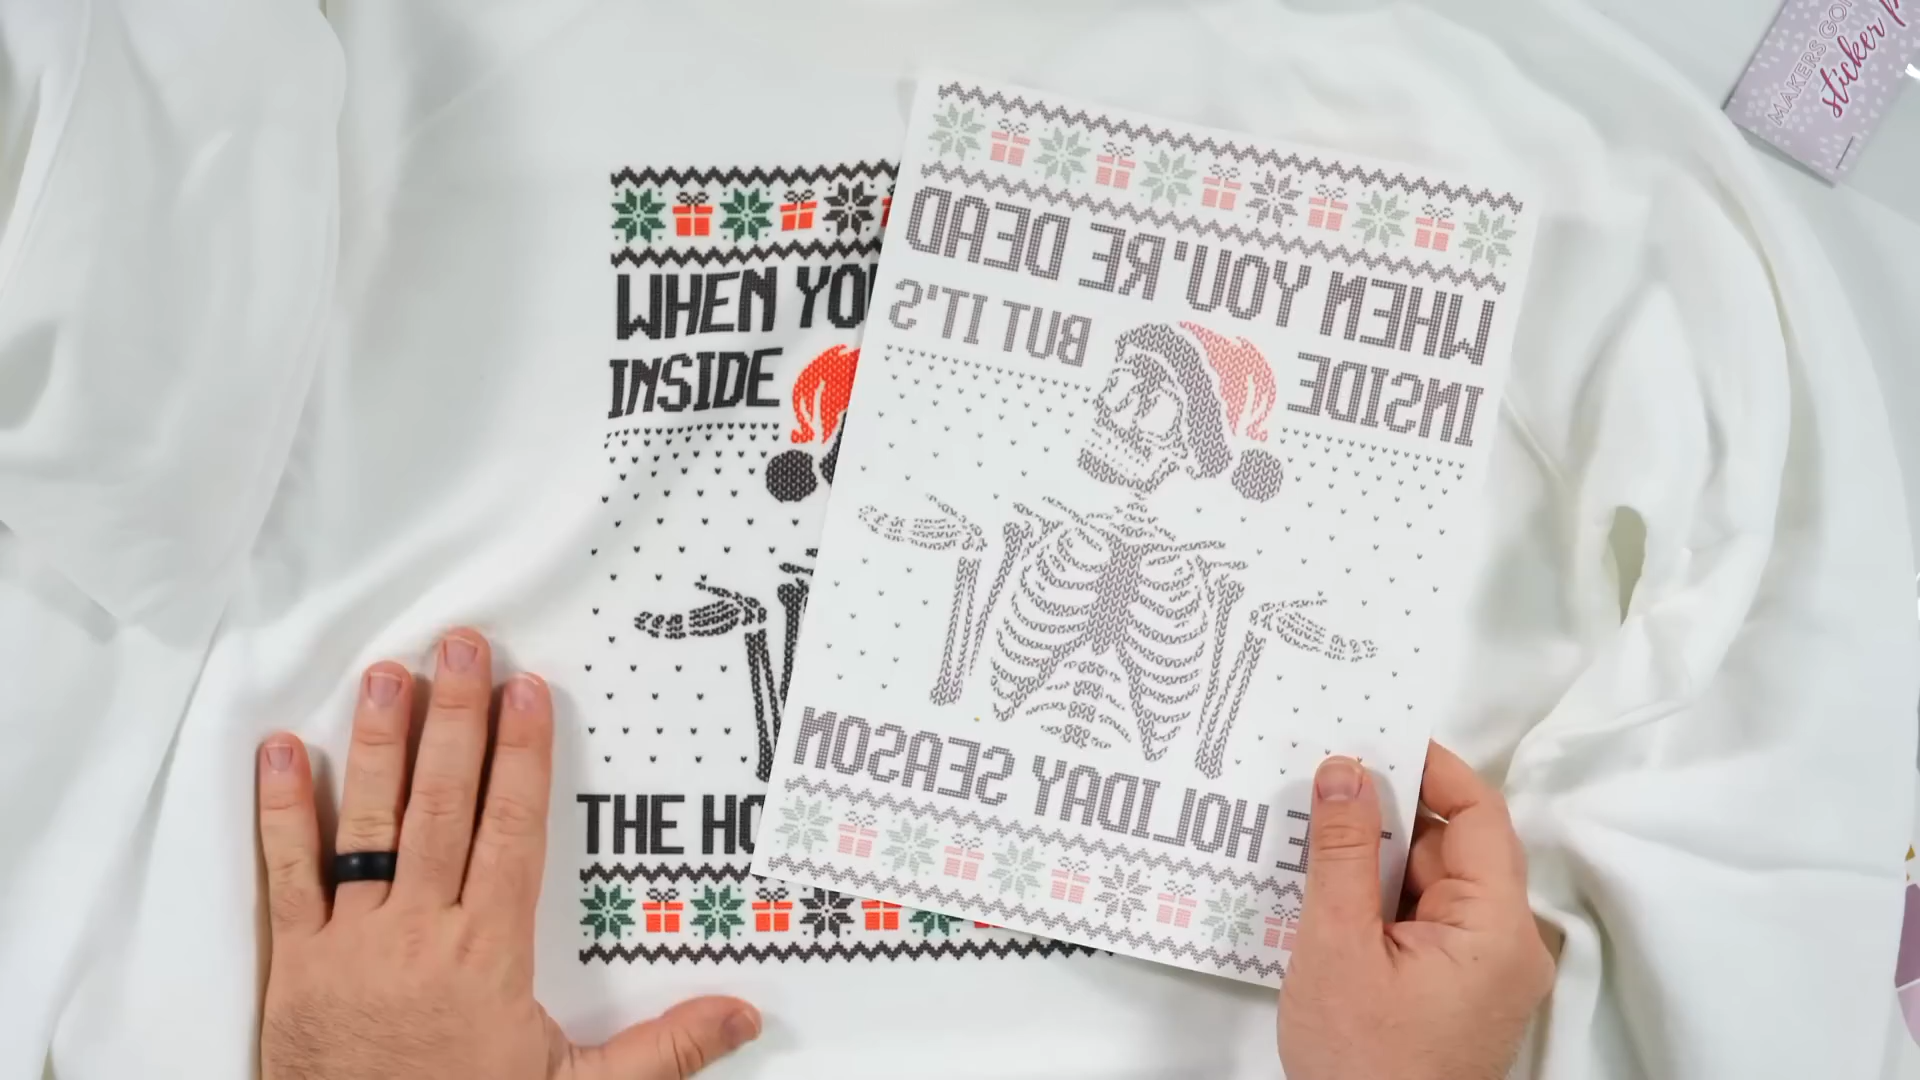 MAKERS GO
sticker
WHEN YO
INSIDE
THE HO
WHEN YOU'RE DEAD
INSIDE BUT IT'S
HOLIDAY SEASON